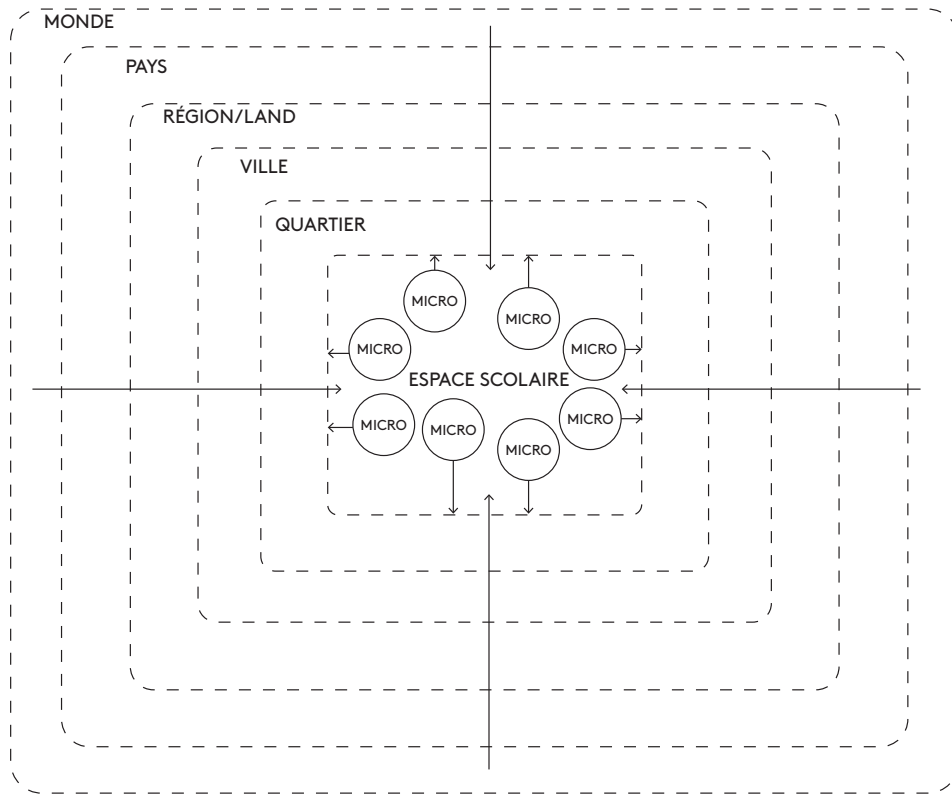 MONDE
PAYS
RÉGION/LAND
VILLE
QUARTIER
MICRO
MICRO
MICRO
MICRO
ESPACE SCOLAIRE
MICRO
MICRO
MICRO
MICRO